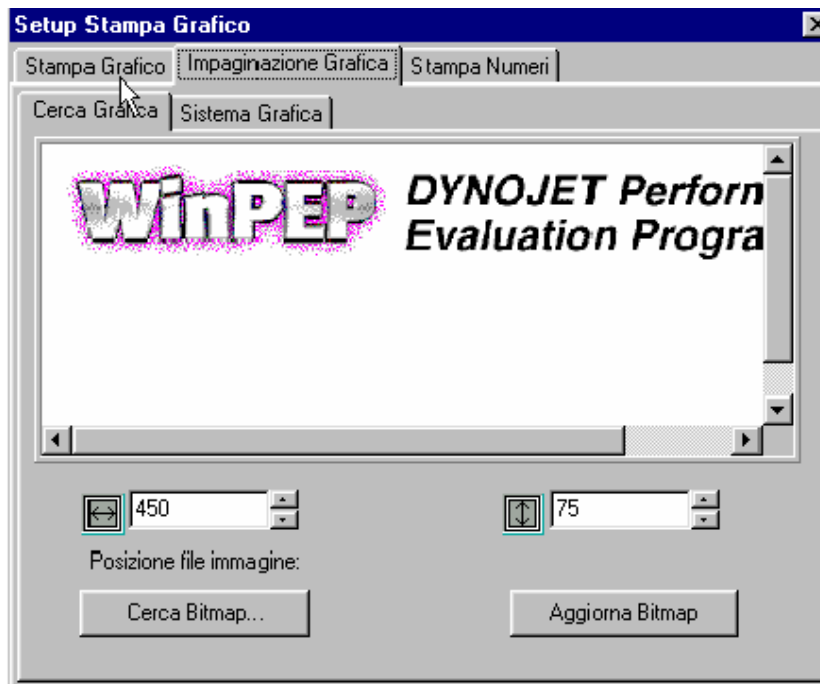 Setup Stampa Grafico
Stampa Grafico Impaginazione Grafica Stampa Numeri
Cerca Grafica Sistema Grafica
WinPEP DYNOJET Perform
Evaluation Progra
450 75
Posizione file immagine:
Cerca Bitmap... Aggiorna Bitmap